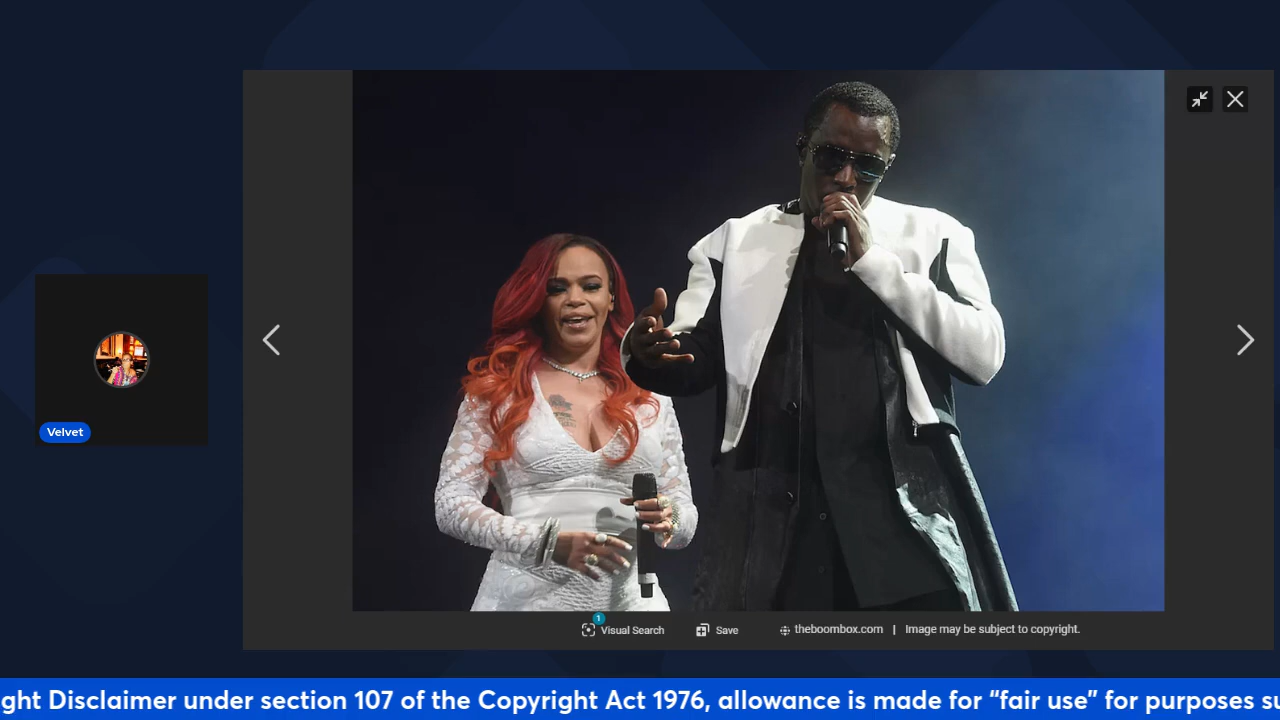 Velvet
1
Visual Search
Save
theboombox.com | Image may be subject to copyright.
ght Disclaimer under section 107 of the Copyright Act 1976, allowance is made for “fair use” for purposes su